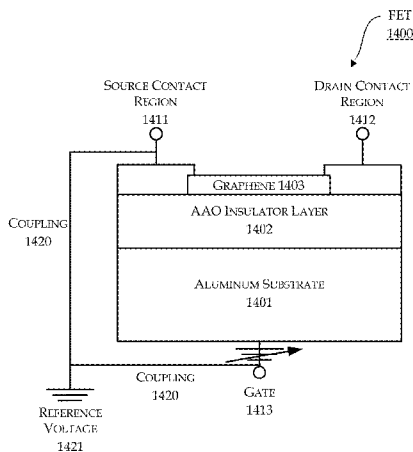 FET
1400
SOURCE CONTACT
REGION
1411
DRAIN CONTACT
REGION
1412
GRAPHENE 1403
AAO INSULATOR LAYER
1402
COUPLING
1420
ALUMINUM SUBSTRATE
1401
COUPLING
1420
GATE
1413
REFERENCE
VOLTAGE
1421